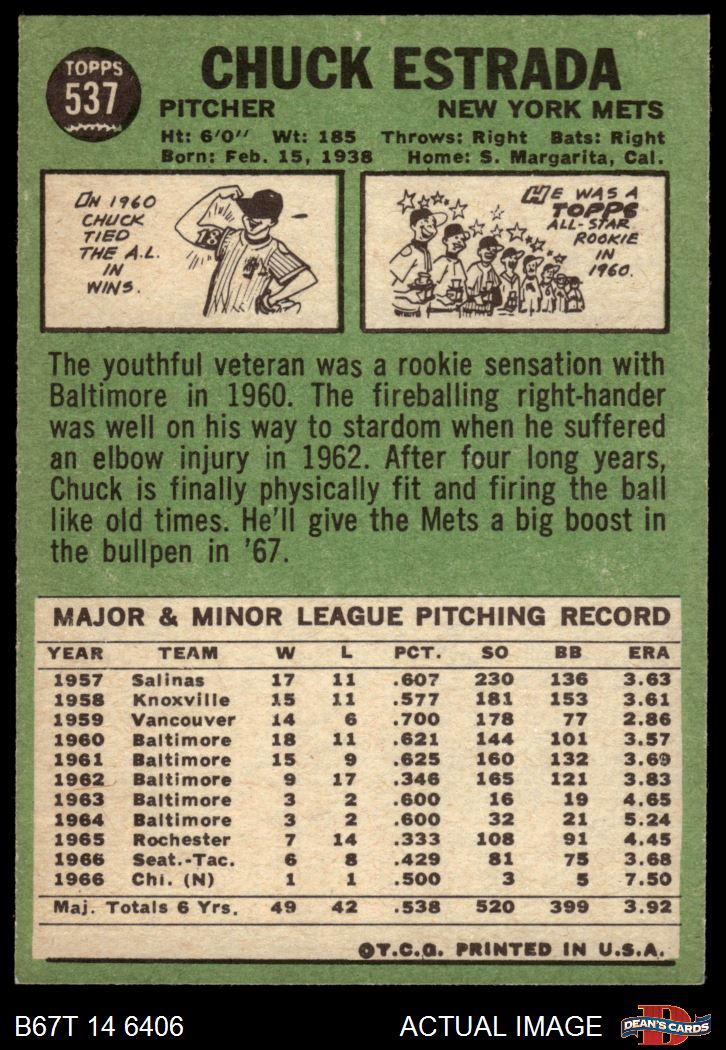 TOPPS
537
CHUCK ESTRADA
PITCHER NEW YORK METS
Ht: 6'0" Wt: 185 Throws: Right Bats: Right
Born: Feb. 15, 1938 Home: S. Margarita, Cal.
IN 1960
CHUCK
TIED
THE A.L.
IN
WINS.
18
HE WAS A
TOPPS
ALL-STAR
ROOKIE
IN
1960.
The youthful veteran was a rookie sensation with
Baltimore in 1960. The fireballing right-hander
was well on his way to stardom when he suffered
an elbow injury in 1962. After four long years,
Chuck is finally physically fit and firing the ball
like old times. He'll give the Mets a big boost in
the bullpen in '67.
MAJOR & MINOR LEAGUE PITCHING RECORD
YEAR TEAM W L PCT. SO BB ERA
1957 Salinas 17 11 .607 230 136 3.63
1958 Knoxville 15 11 .577 181 153 3.61
1959 Vancouver 14 6 .700 178 77 2.86
1960 Baltimore 18 11 .621 144 101 3.57
1961 Baltimore 15 9 .625 160 132 3.69
1962 Baltimore 9 17 .346 165 121 3.83
1963 Baltimore 3 2 .600 16 19 4.65
1964 Baltimore 3 2 .600 32 21 5.24
1965 Rochester 7 14 .333 108 91 4.45
1966 Seat.-Tac. 6 8 .429 81 75 3.68
1966 Chi. (N) 1 1 .500 3 5 7.50
Maj. Totals 6 Yrs. 49 42 .538 520 399 3.92
©T.C.G. PRINTED IN U.S.A.
B67T 14 6406 ACTUAL IMAGE DEAN'S CARDS